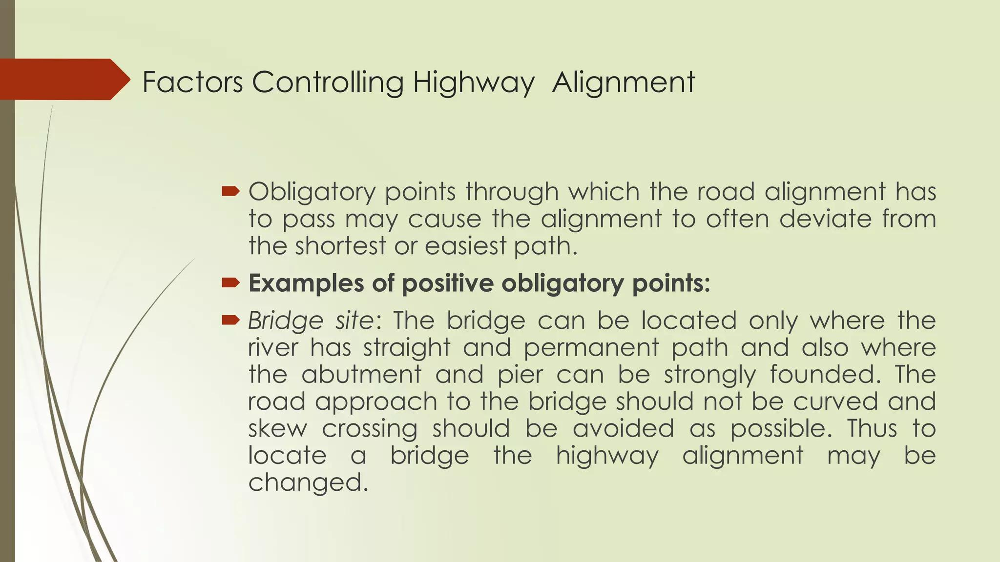 Factors Controlling Highway  Alignment
Obligatory points through which the road alignment has
to pass may cause the alignment to often deviate from
the shortest or easiest path.
Examples of positive obligatory points:
Bridge site: The bridge can be located only where the
river has straight and permanent path and also where
the abutment and pier can be strongly founded. The
road approach to the bridge should not be curved and
skew crossing should be avoided as possible. Thus to
locate a bridge the highway alignment may be
changed.